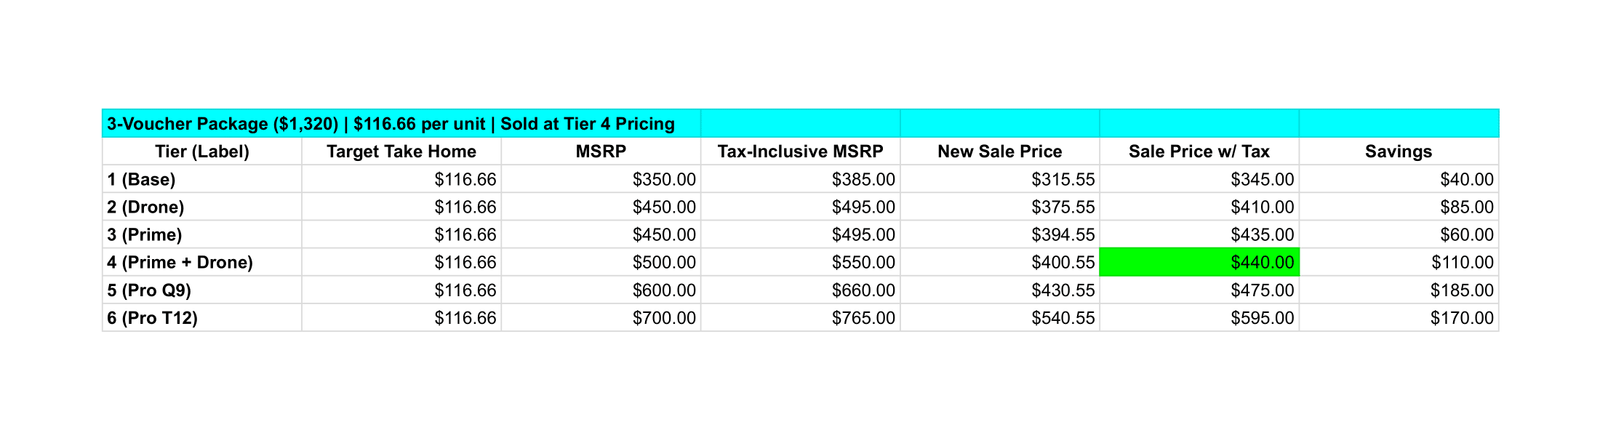 3-Voucher Package ($1,320) | $116.66 per unit | Sold at Tier 4 Pricing
Tier (Label) Target Take Home MSRP Tax-Inclusive MSRP New Sale Price Sale Price w/ Tax Savings
1 (Base) $116.66 $350.00 $385.00 $315.55 $345.00 $40.00
2 (Drone) $116.66 $450.00 $495.00 $375.55 $410.00 $85.00
3 (Prime) $116.66 $450.00 $495.00 $394.55 $435.00 $60.00
4 (Prime + Drone) $116.66 $500.00 $550.00 $400.55 $440.00 $110.00
5 (Pro Q9) $116.66 $600.00 $660.00 $430.55 $475.00 $185.00
6 (Pro T12) $116.66 $700.00 $765.00 $540.55 $595.00 $170.00